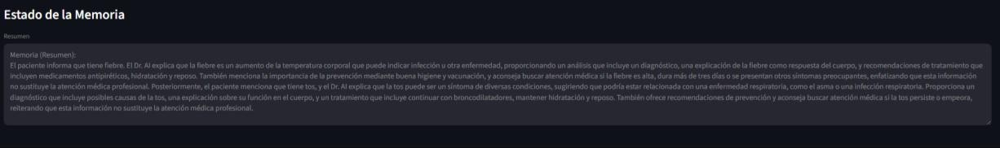 Estado de la Memoria
Resumen
Memoria (Resumen):
El paciente informa que tiene fiebre. El Dr. AI explica que la fiebre es un aumento de la temperatura corporal que puede indicar infección u otra enfermedad, proporcionando un análisis que incluye un diagnóstico, una explicación de la fiebre como respuesta del cuerpo, y recomendaciones de tratamiento que
incluyen medicamentos antipiréticos, hidratación y reposo. También menciona la importancia de la prevención mediante buena higiene y vacunación, y aconseja buscar atención médica si la fiebre es alta, dura más de tres días o se presentan otros síntomas preocupantes, enfatizando que esta información
no sustituye la atención médica profesional. Posteriormente, el paciente menciona que tiene tos, y el Dr. AI explica que la tos puede ser un síntoma de diversas condiciones, sugiriendo que podría estar relacionada con una enfermedad respiratoria, como el asma o una infección respiratoria. Proporciona un
diagnóstico que incluye posibles causas de la tos, una explicación sobre su función en el cuerpo, y un tratamiento que incluye continuar con broncodilatadores, mantener hidratación y reposo. También ofrece recomendaciones de prevención y aconseja buscar atención médica si la tos persiste o empeora,
reiterando que esta información no sustituye la atención médica profesional.